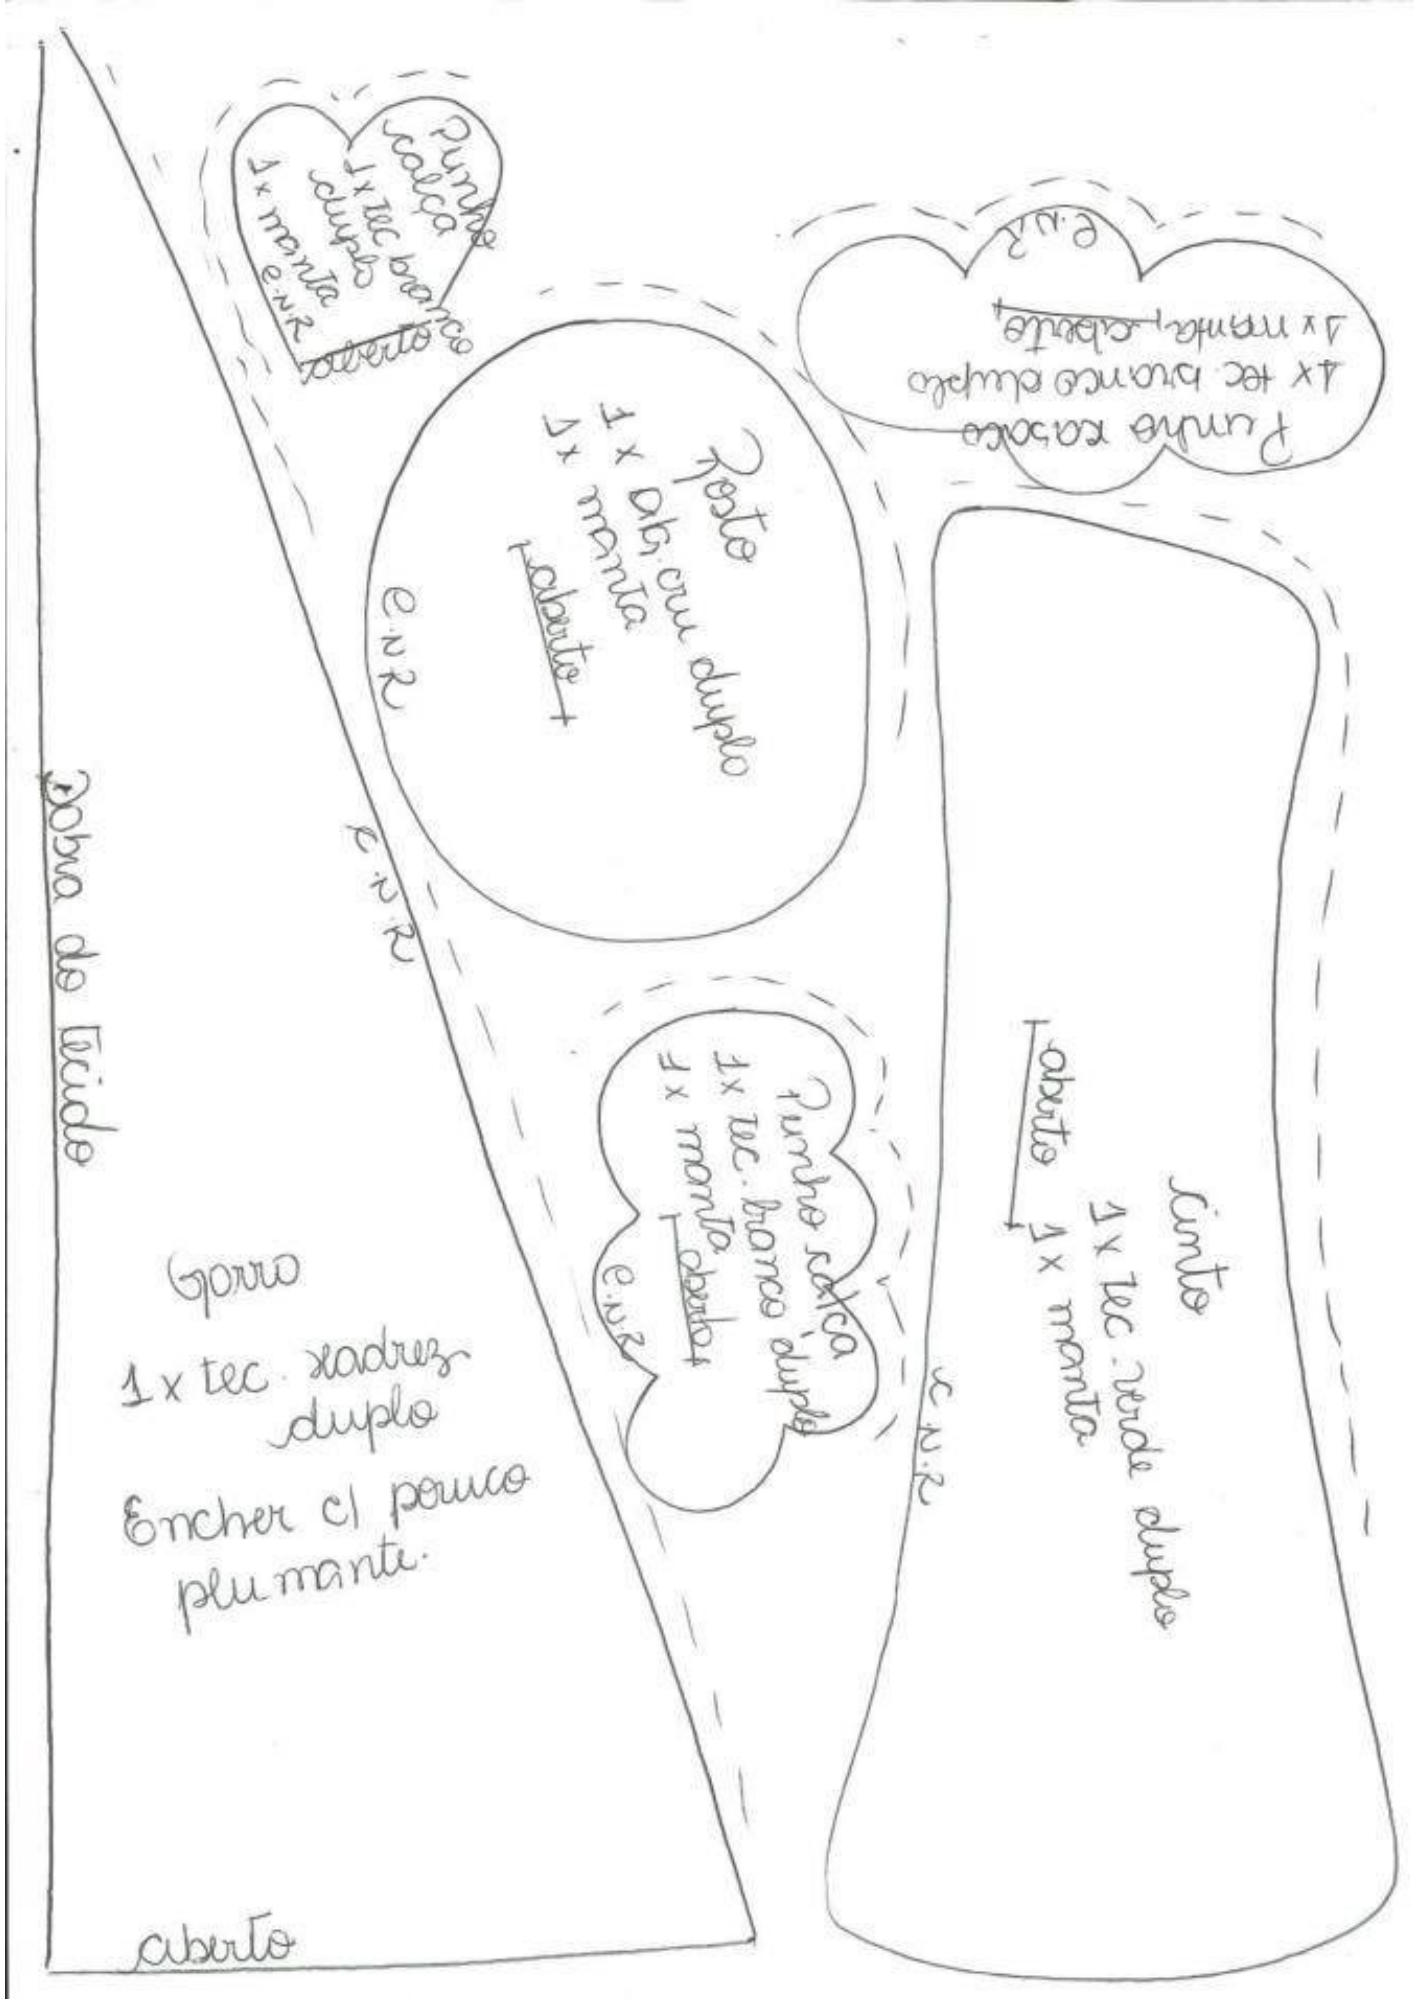 Punho
calça
1x tec branco
duplo
1x manta
e.N.R
aberto
e.N.R
Punho casaco
1x tec. branco duplo
1x manta, aberto,
Rosto
1x alg. cru duplo
1x manta
aberto
e.N.R
Dobra do Tecido
e.N.R
Punho calça
1x tec. branco duplo
1x manta
aberto
e.N.R
Cinto
1x tec. verde duplo
1x manta
aberto
e.N.R
Gorro
1x tec. xadrez
duplo
Encher c/ pouco
plumante.
aberto